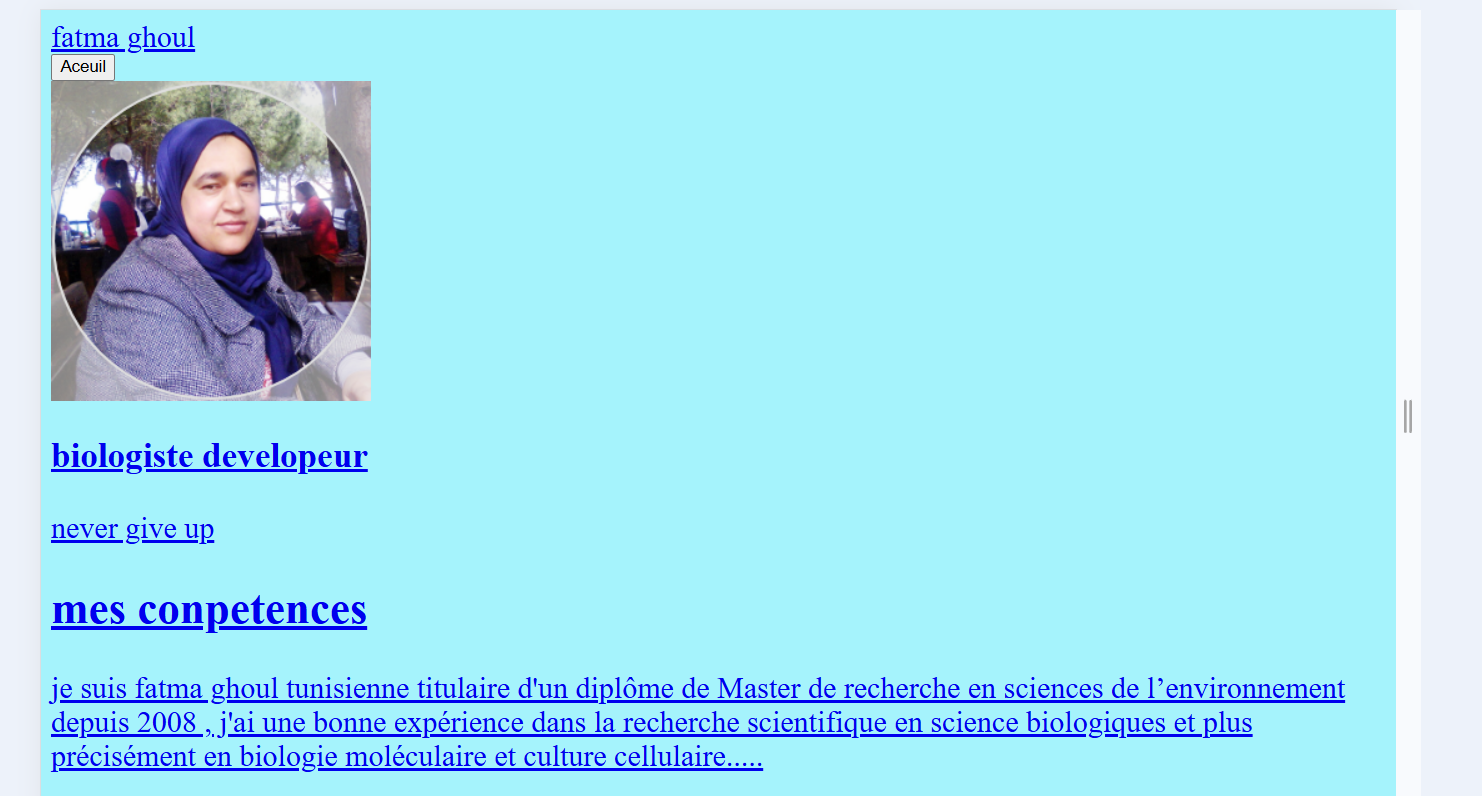 fatma ghoul
Aceuil
biologiste developeur
never give up
mes conpetences
je suis fatma ghoul tunisienne titulaire d'un diplôme de Master de recherche en sciences de l’environnement
depuis 2008 , j'ai une bonne expérience dans la recherche scientifique en science biologiques et plus
précisément en biologie moléculaire et culture cellulaire.....